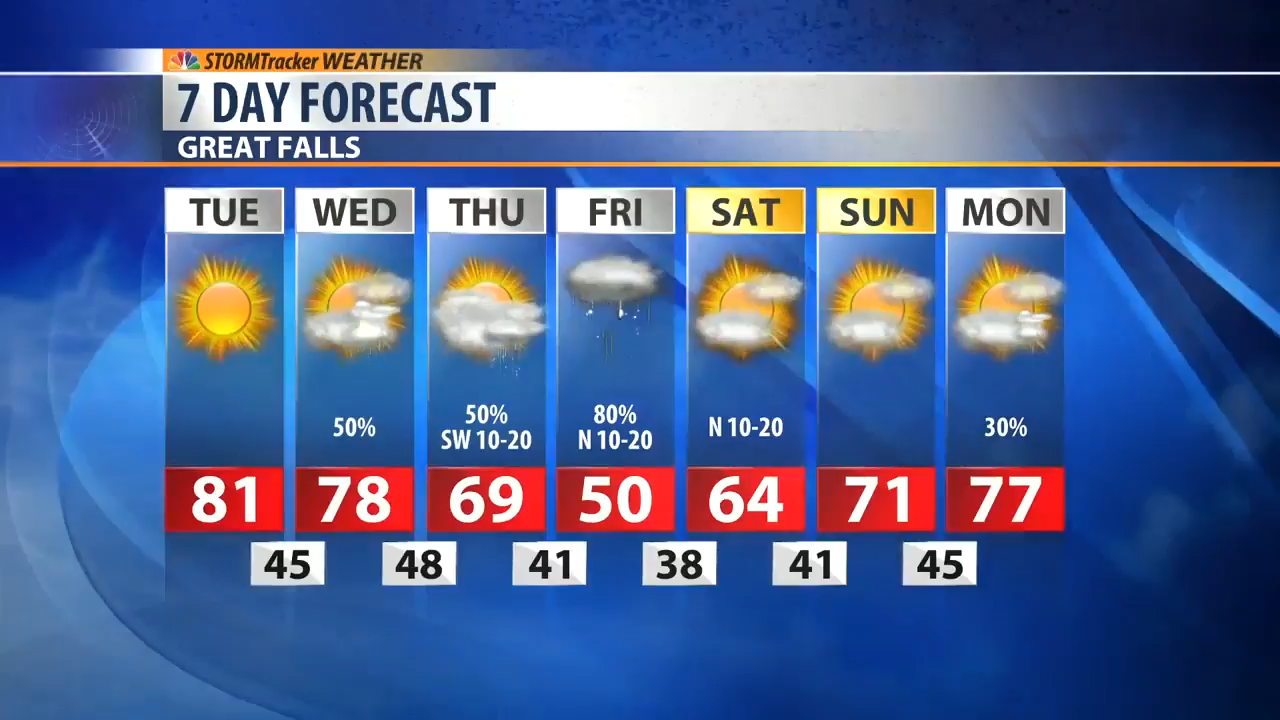 STORMTracker WEATHER
7 DAY FORECAST
GREAT FALLS
TUE WED THU FRI SAT SUN MON
50% 50% 80% N 10-20 30%
SW 10-20 N 10-20
81 78 69 50 64 71 77
45 48 41 38 41 45